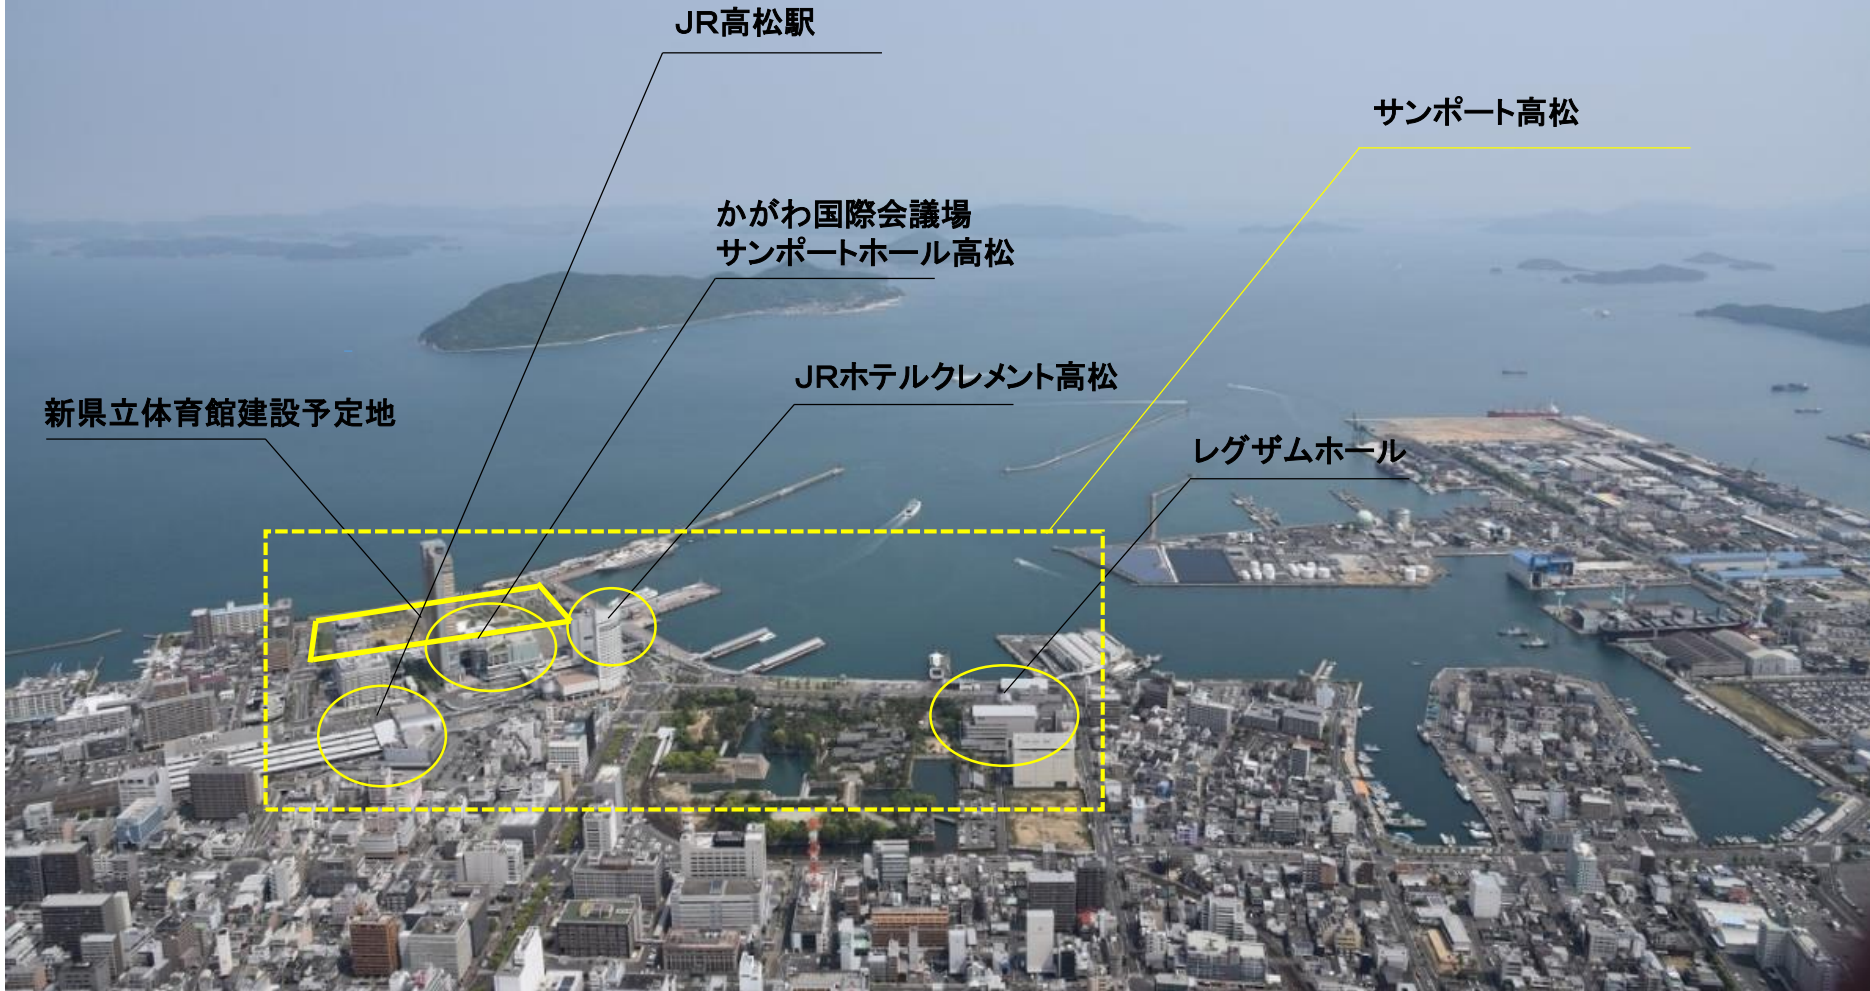 JR高松駅
サンポート高松
かがわ国際会議場
サンポートホール高松
JRホテルクレメント高松
新県立体育館建設予定地
レグザムホール